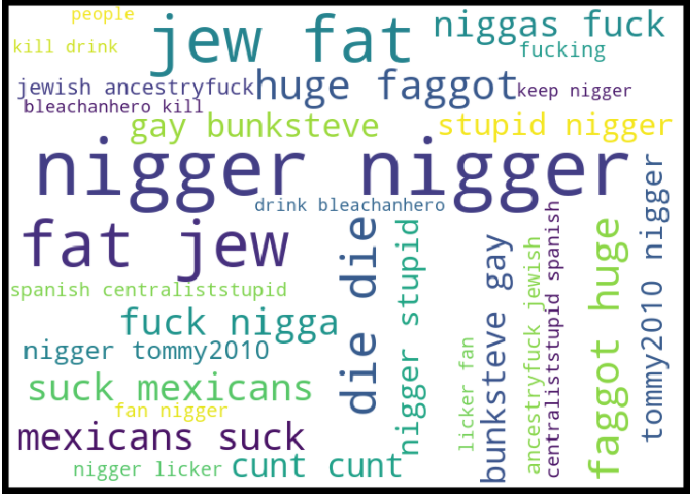 people
jew fat
niggas fuck
kill drink
fucking
jewish ancestryfuck
huge faggot
keep nigger
bleachanhero kill
gay bunksteve
stupid nigger
nigger nigger
drink bleachanhero
fat jew
die die
nigger stupid
bunksteve gay
ancestryfuck jewish
centraliststupid spanish
faggot huge
tommy2010 nigger
spanish centraliststupid
fuck nigga
nigger tommy2010
licker fan
suck mexicans
fan nigger
mexicans suck
nigger licker
cunt cunt